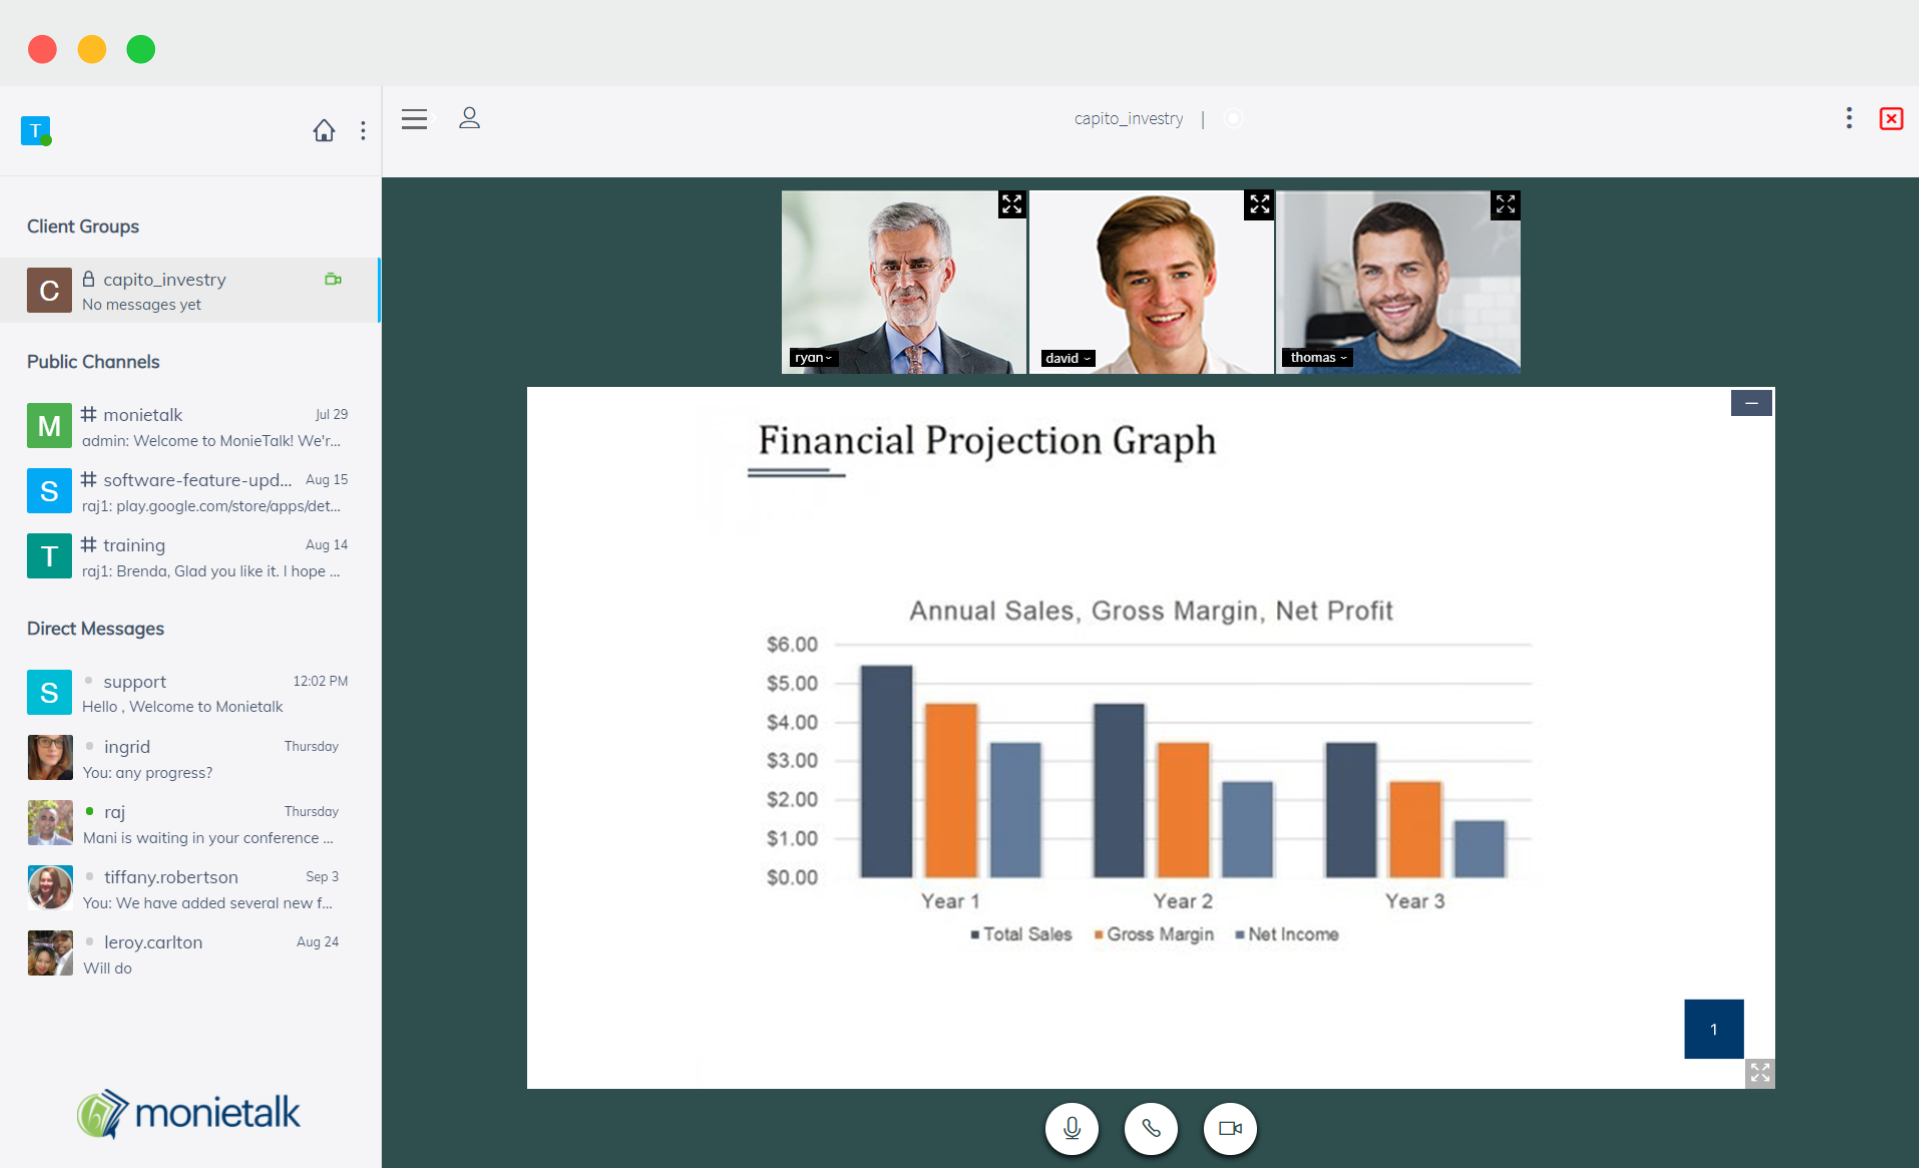 T
capito_investry |
Client Groups
C
capito_investry
No messages yet
Public Channels
M
# monietalk Jul 29
admin: Welcome to MonieTalk! We'r...
S
# software-feature-upd... Aug 15
raj1: play.google.com/store/apps/det...
T
# training Aug 14
raj1: Brenda, Glad you like it. I hope ...
Direct Messages
S
support 12:02 PM
Hello , Welcome to Monietalk
ingrid Thursday
You: any progress?
raj Thursday
Mani is waiting in your conference ...
tiffany.robertson Sep 3
You: We have added several new f...
leroy.carlton Aug 24
Will do
monietalk
ryan
david
thomas
Financial Projection Graph
Annual Sales, Gross Margin, Net Profit
$6.00
$5.00
$4.00
$3.00
$2.00
$1.00
$0.00
Year 1 Year 2 Year 3
Total Sales Gross Margin Net Income
1